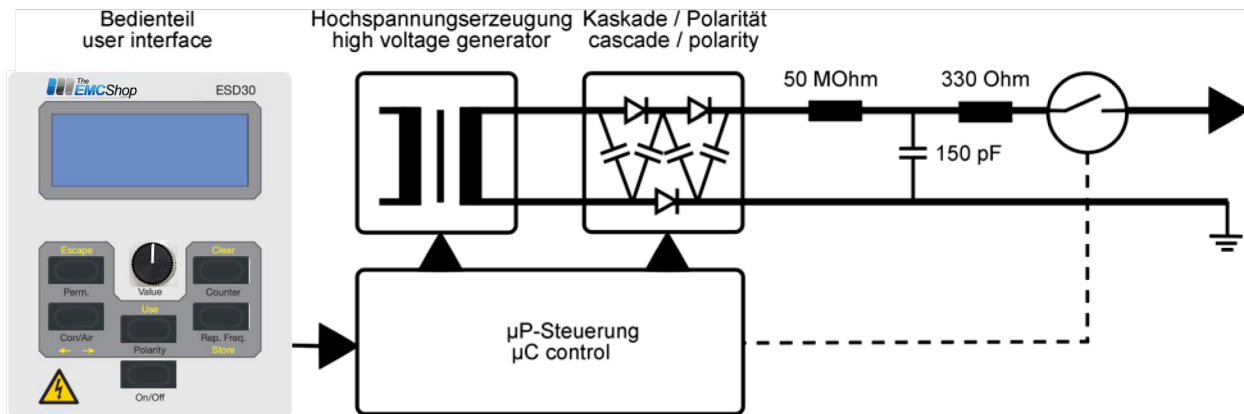 Bedienteil
user interface
Hochspannungserzeugung
high voltage generator
Kaskade / Polarität
cascade / polarity
The
EMCShop
ESD30
50 MOhm
330 Ohm
150 pF
Escape
Clear
Perm.
Value
Counter
Use
Con/Air
Polarity
Rep. Freq.
← →
Store
On/Off
µP-Steuerung
µC control